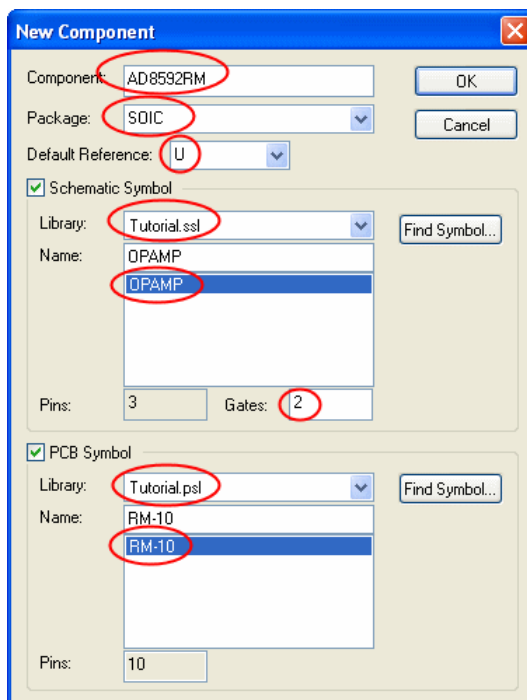 New Component
Component: AD8592RM OK
Package: SOIC Cancel
Default Reference: U
Schematic Symbol
Library: Tutorial.ssl Find Symbol...
Name: OPAMP
OPAMP
Pins: 3 Gates: 2
PCB Symbol
Library: Tutorial.psl Find Symbol...
Name: RM-10
RM-10
Pins: 10